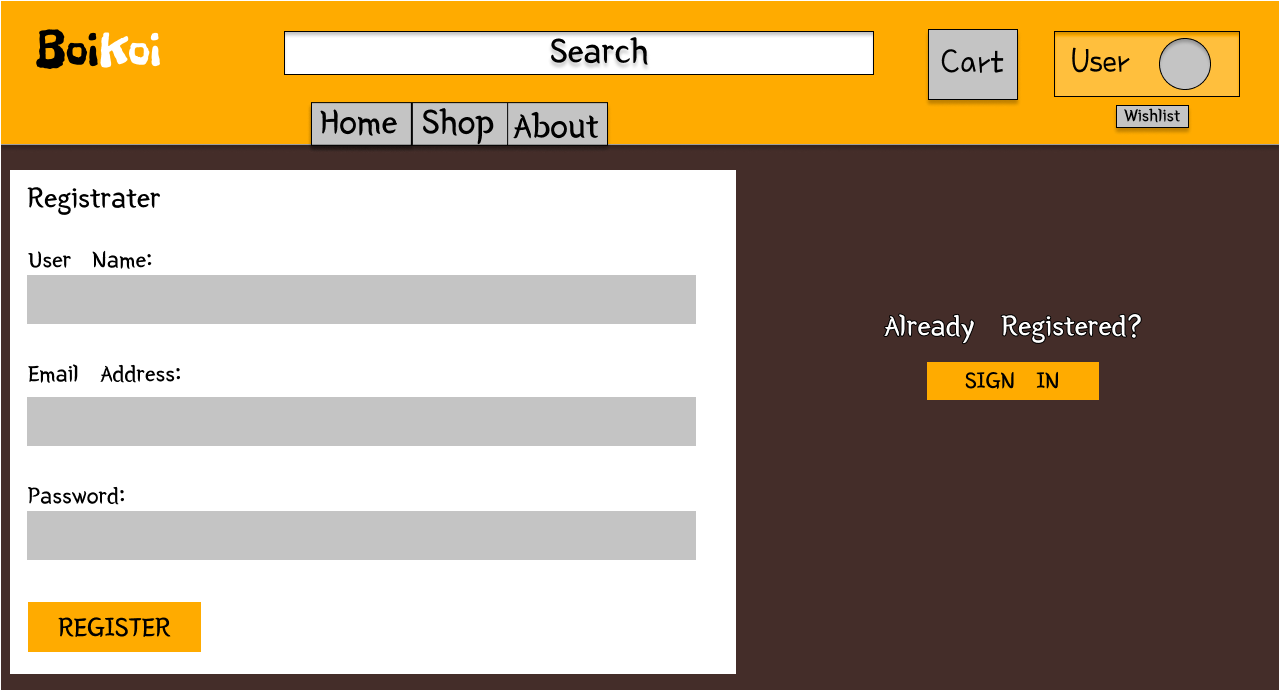 BoiKoi
Search
Cart
User
Wishlist
Home
Shop
About
Registrater
User Name:
Email Address:
Password:
REGISTER
Already Registered?
SIGN IN